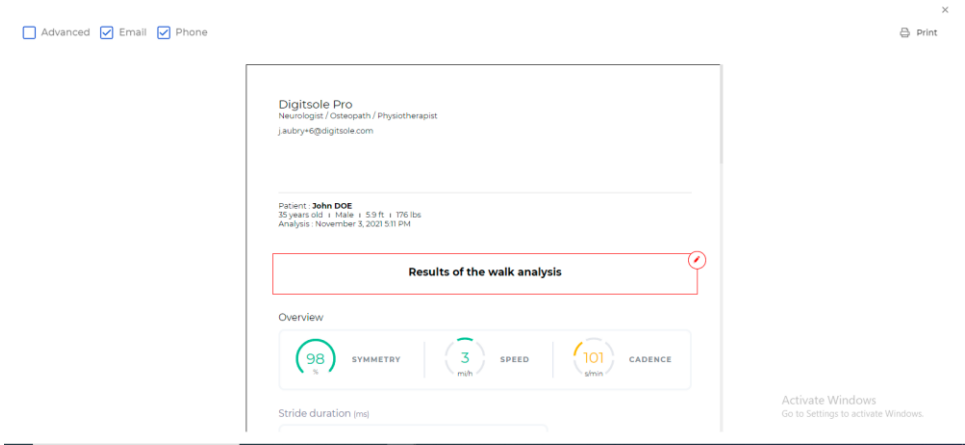 ×
Advanced Email Phone
Print
Digitsole Pro
Neurologist / Osteopath / Physiotherapist
j.aubry+6@digitsole.com
Patient : John DOE
35 years old I Male I 5.9 ft I 176 lbs
Analysis : November 3, 2021 5:11 PM
Results of the walk analysis
Overview
98 % SYMMETRY
3 mi/h SPEED
101 s/min CADENCE
Stride duration (ms)
Activate Windows
Go to Settings to activate Windows.